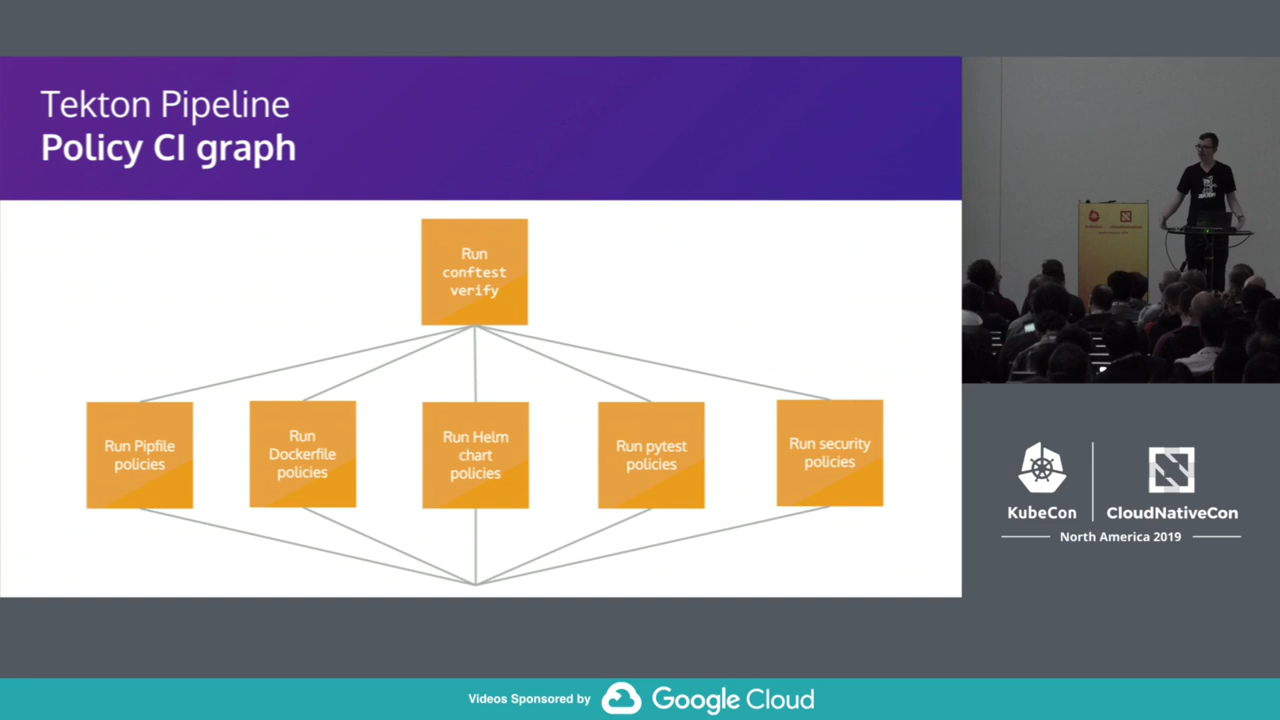 Tekton Pipeline
Policy CI graph
Run
conftest
verify
Run Pipfile
policies
Run
Dockerfile
policies
Run Helm
chart
policies
Run pytest
policies
Run security
policies
KubeCon
CloudNativeCon
North America 2019
Videos Sponsored by
Google Cloud